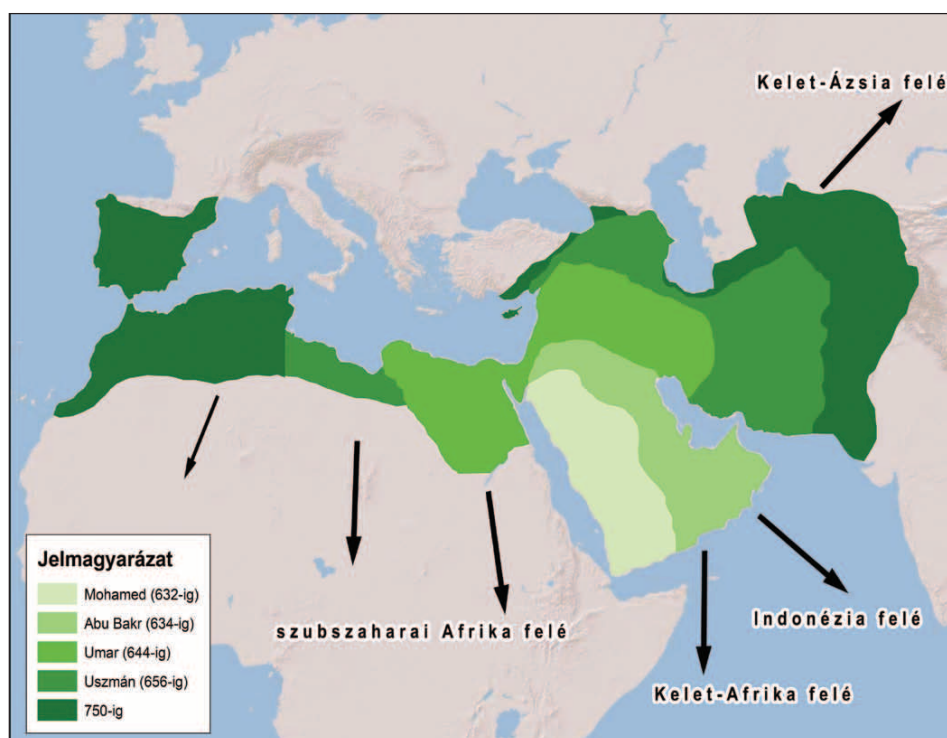 Kelet-Ázsia felé
szubszaharai Afrika felé
Indonézia felé
Kelet-Afrika felé
Jelmagyarázat
Mohamed (632-ig)
Abu Bakr (634-ig)
Umar (644-ig)
Uszmán (656-ig)
750-ig